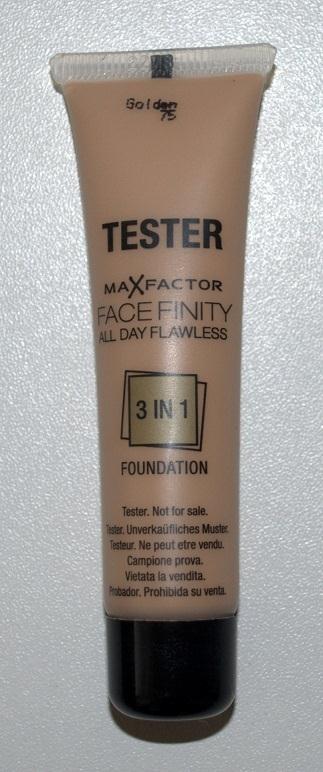 Golden
75
TESTER
MAXFACTOR
FACE FINITY
ALL DAY FLAWLESS
3 IN 1
FOUNDATION
Tester. Not for sale.
Tester. Unverkaüfliches Muster.
Testeur. Ne peut etre vendu.
Campione prova.
Vietata la vendita.
Probador. Prohibida su venta.